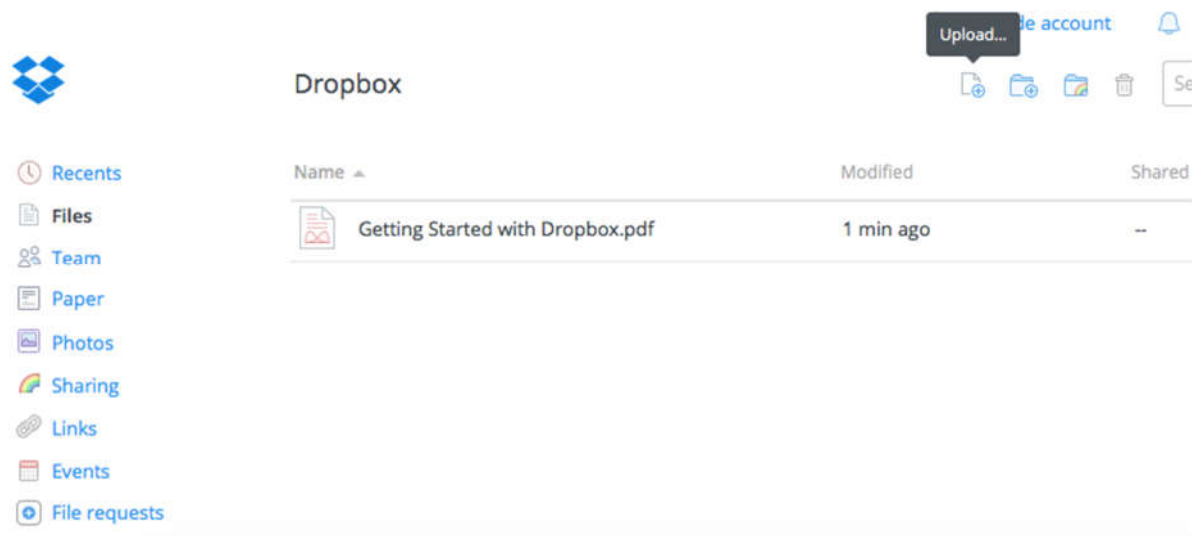 account
Upload...
Dropbox
Name
Modified
Shared
Recents
Files
Getting Started with Dropbox.pdf
1 min ago
--
Team
Paper
Photos
Sharing
Links
Events
File requests